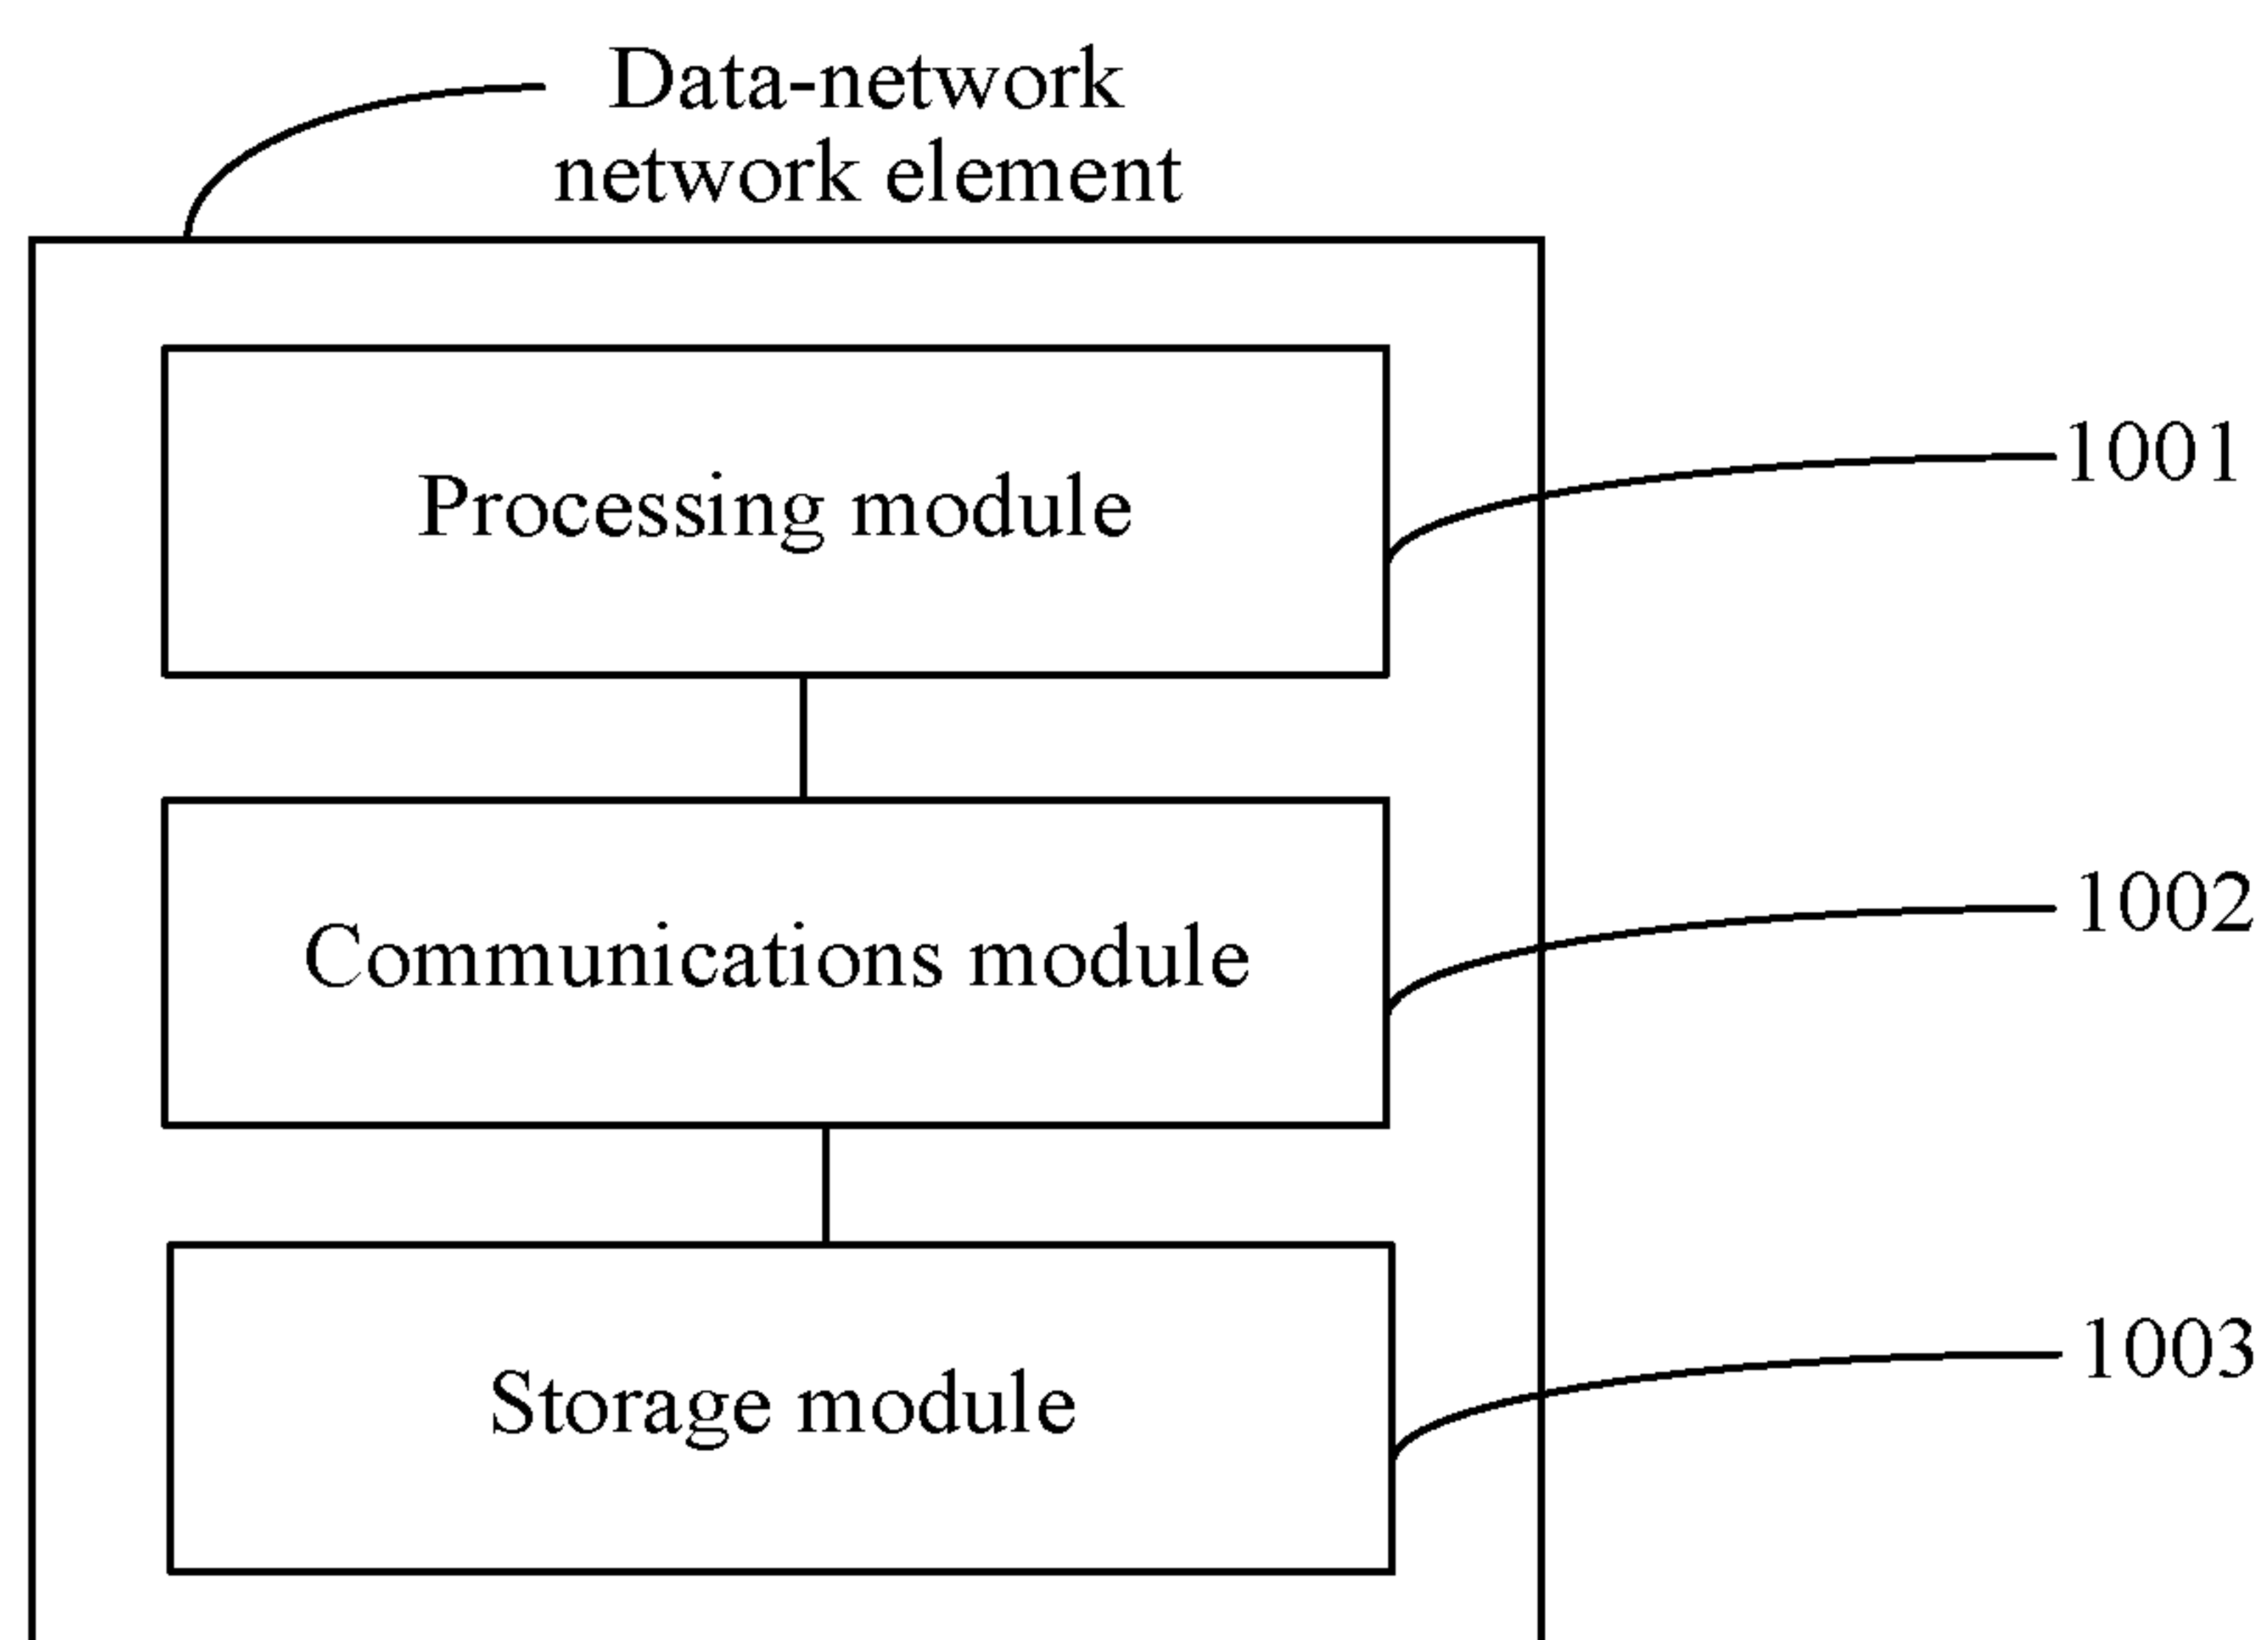 Data-network
network element
Processing module
1001
Communications module
1002
Storage module
1003